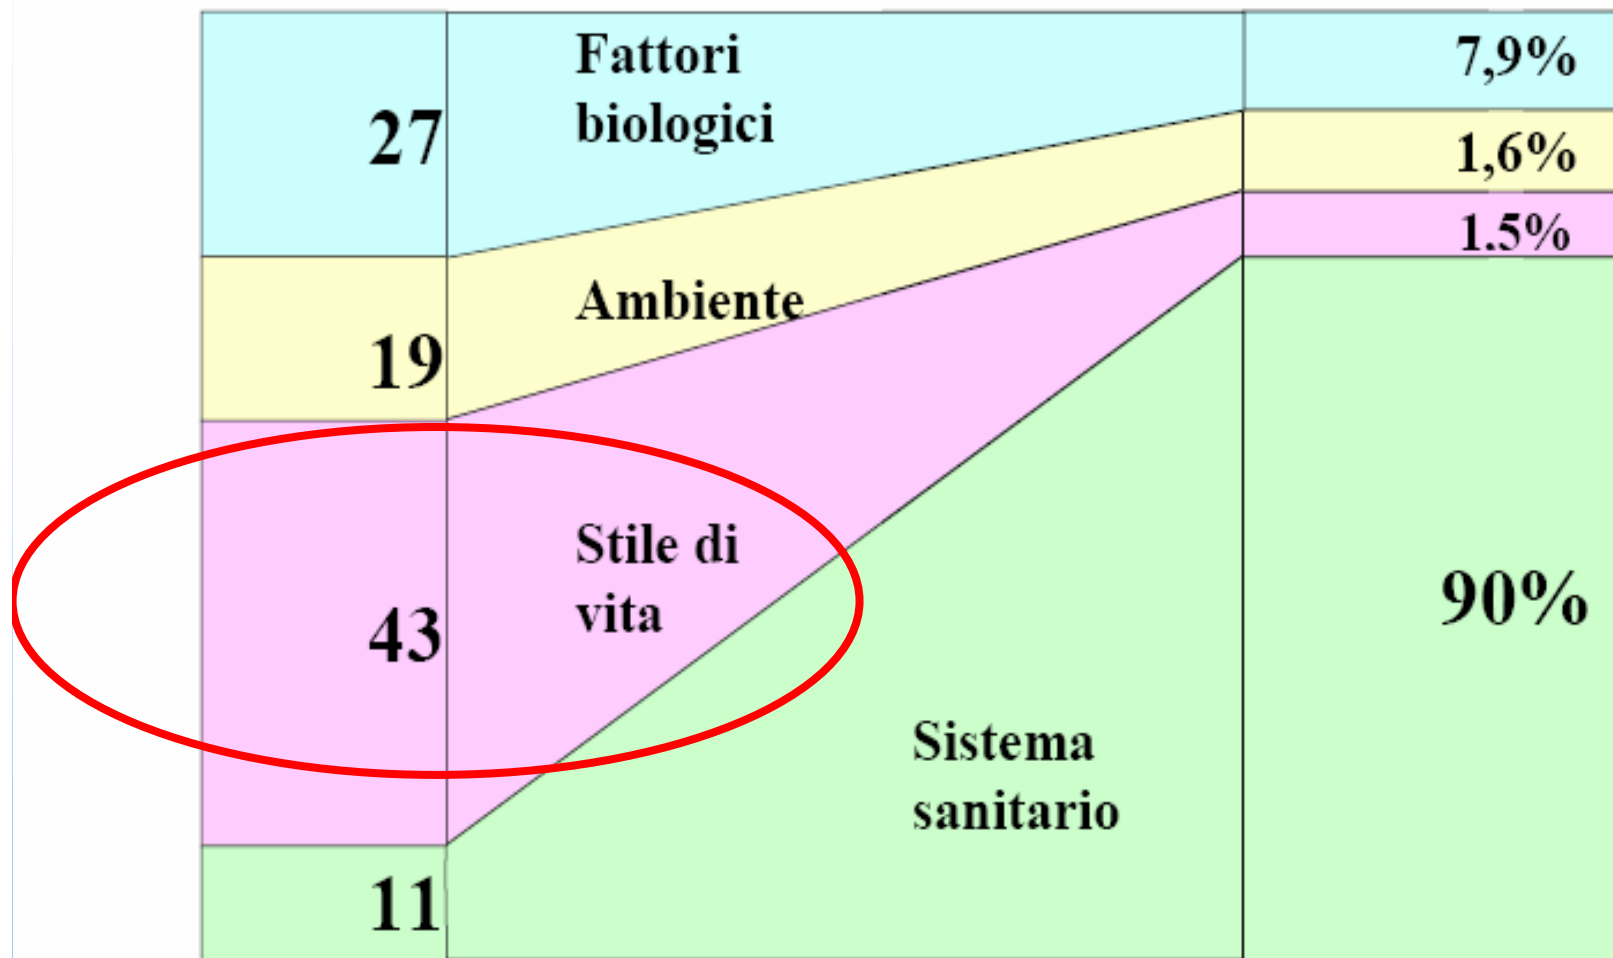 Fattori
biologici
7,9%
27
1,6%
1.5%
Ambiente
19
Stile di
vita
43
90%
Sistema
sanitario
11